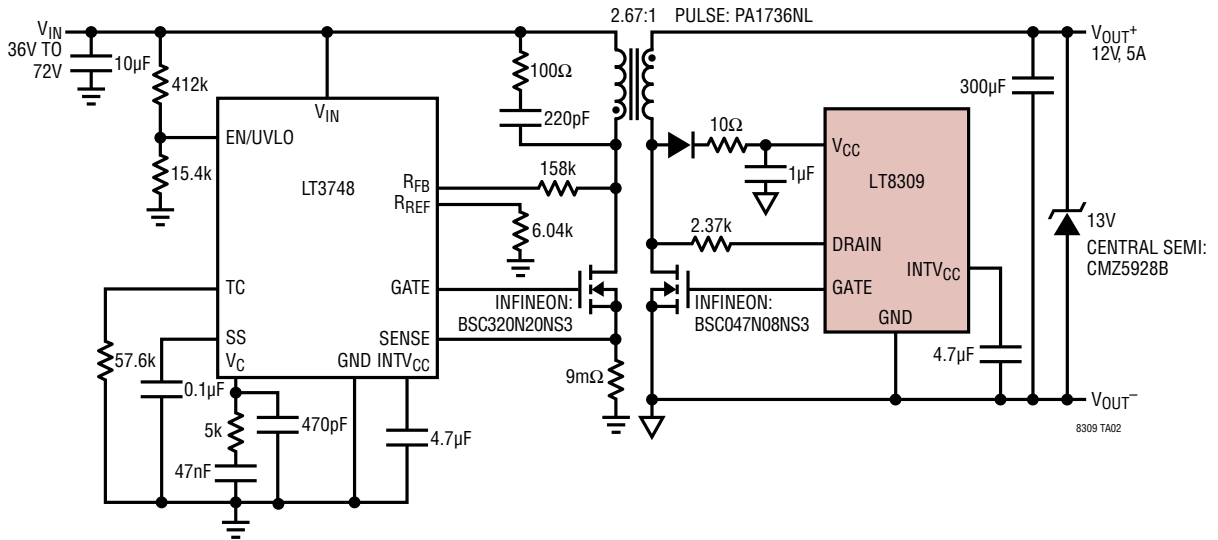 2.67:1 PULSE: PA1736NL
VIN
36V TO
72V
10µF
412k
15.4k
100Ω
220pF
VOUT+
12V, 5A
300µF
VIN
EN/UVLO
LT3748
RFB
RREF
158k
6.04k
10Ω
1µF
VCC
LT8309
2.37k
DRAIN
INTVCC
GATE
GND
13V
CENTRAL SEMI:
CMZ5928B
TC
GATE
INFINEON:
BSC320N20NS3
INFINEON:
BSC047N08NS3
SS
SENSE
VC
GND INTVCC
57.6k
0.1µF
5k
470pF
47nF
4.7µF
9mΩ
4.7µF
VOUT–
8309 TA02